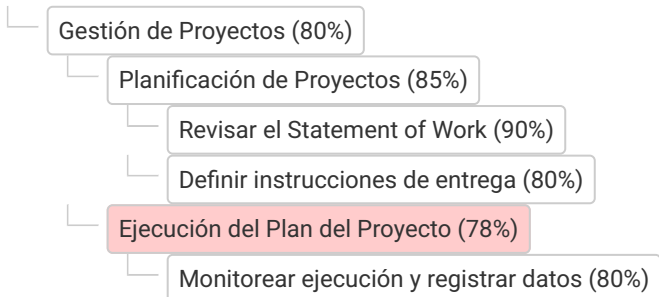 Gestión de Proyectos (80%)
Planificación de Proyectos (85%)
Revisar el Statement of Work (90%)
Definir instrucciones de entrega (80%)
Ejecución del Plan del Proyecto (78%)
Monitorear ejecución y registrar datos (80%)